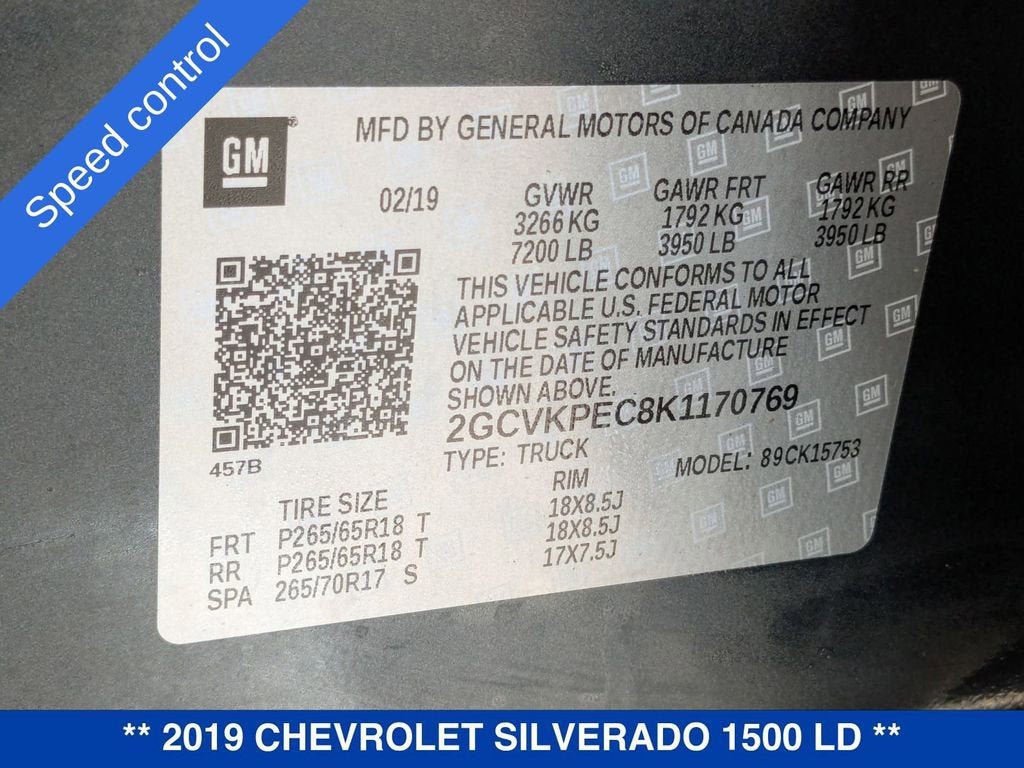 Speed control
GM
MFD BY GENERAL MOTORS OF CANADA COMPANY
02/19
GVWR GAWR FRT GAWR RR
3266 KG 1792 KG 1792 KG
7200 LB 3950 LB 3950 LB
THIS VEHICLE CONFORMS TO ALL
APPLICABLE U.S. FEDERAL MOTOR
VEHICLE SAFETY STANDARDS IN EFFECT
ON THE DATE OF MANUFACTURE
SHOWN ABOVE.
2GCVKPEC8K1170769
457B
TYPE: TRUCK MODEL: 89CK15753
TIRE SIZE RIM
FRT P265/65R18 T 18X8.5J
RR P265/65R18 T 18X8.5J
SPA 265/70R17 S 17X7.5J
** 2019 CHEVROLET SILVERADO 1500 LD **